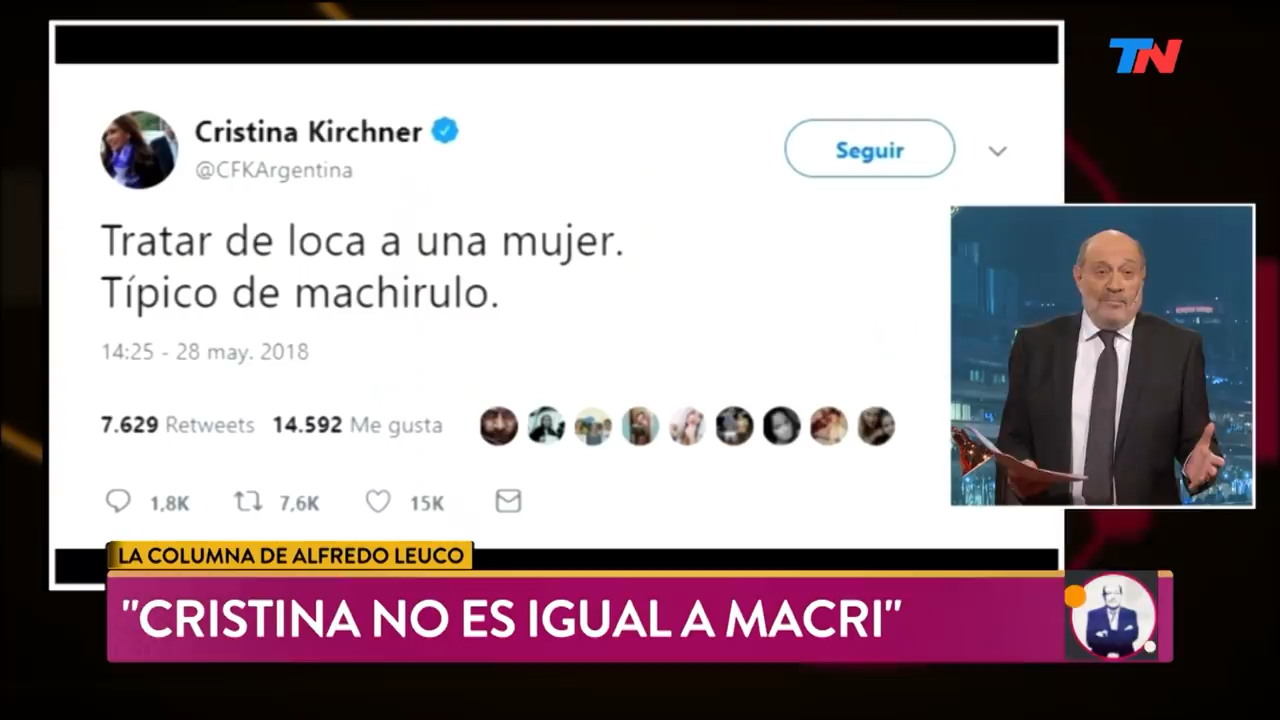 TN
Cristina Kirchner
@CFKArgentina
Seguir
Tratar de loca a una mujer.
Típico de machirulo.
14:25 - 28 may. 2018
7.629 Retweets 14.592 Me gusta
1,8K 7,6K 15K
LA COLUMNA DE ALFREDO LEUCO
"CRISTINA NO ES IGUAL A MACRI"